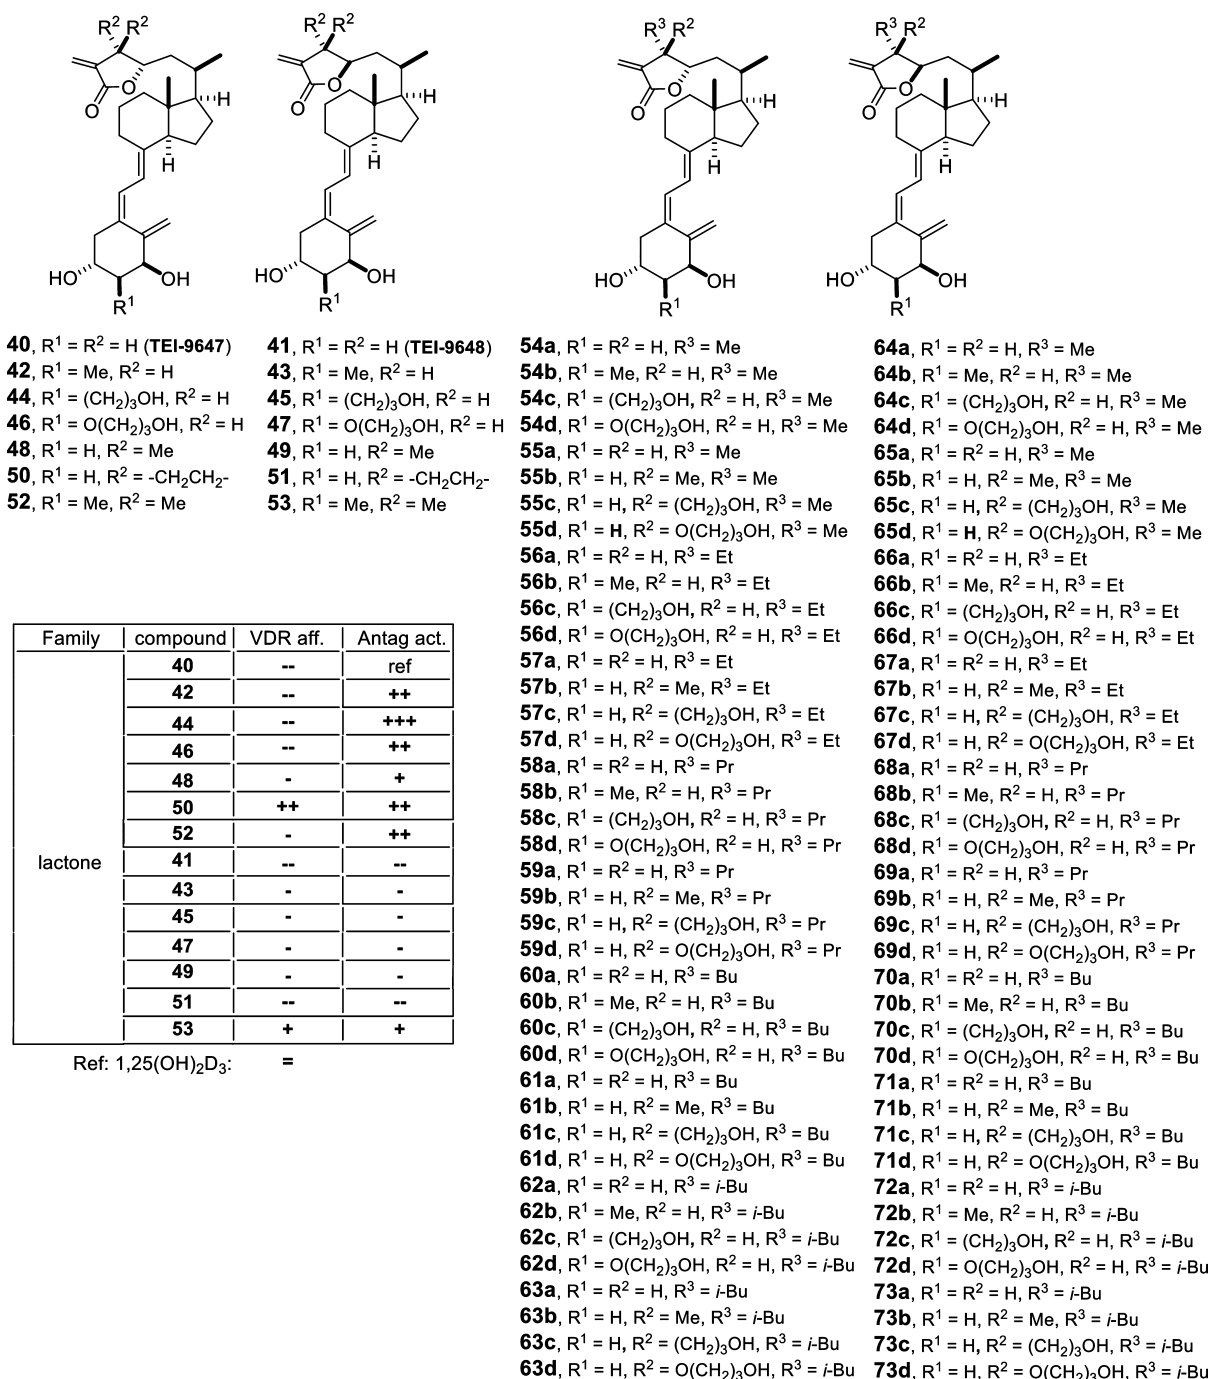 R² R²
O
O
H
H
HO
OH
R¹
R² R²
O
O
H
H
HO
OH
R¹
R³ R²
O
O
H
H
HO
OH
R¹
R³ R²
O
O
H
H
HO
OH
R¹
40, R¹ = R² = H (TEI-9647)
42, R¹ = Me, R² = H
44, R¹ = (CH₂)₃OH, R² = H
46, R¹ = O(CH₂)₃OH, R² = H
48, R¹ = H, R² = Me
50, R¹ = H, R² = -CH₂CH₂-
52, R¹ = Me, R² = Me
41, R¹ = R² = H (TEI-9648)
43, R¹ = Me, R² = H
45, R¹ = (CH₂)₃OH, R² = H
47, R¹ = O(CH₂)₃OH, R² = H
49, R¹ = H, R² = Me
51, R¹ = H, R² = -CH₂CH₂-
53, R¹ = Me, R² = Me
Family compound VDR aff. Antag act.
40 -- ref
42 -- ++
44 -- +++
46 -- ++
48 - +
50 ++ ++
52 - ++
lactone
41 -- --
43 - -
45 - -
47 - -
49 - -
51 -- --
53 + +
Ref: 1,25(OH)₂D₃: =
54a, R¹ = R² = H, R³ = Me
54b, R¹ = Me, R² = H, R³ = Me
54c, R¹ = (CH₂)₃OH, R² = H, R³ = Me
54d, R¹ = O(CH₂)₃OH, R² = H, R³ = Me
55a, R¹ = R² = H, R³ = Me
55b, R¹ = H, R² = Me, R³ = Me
55c, R¹ = H, R² = (CH₂)₃OH, R³ = Me
55d, R¹ = H, R² = O(CH₂)₃OH, R³ = Me
56a, R¹ = R² = H, R³ = Et
56b, R¹ = Me, R² = H, R³ = Et
56c, R¹ = (CH₂)₃OH, R² = H, R³ = Et
56d, R¹ = O(CH₂)₃OH, R² = H, R³ = Et
57a, R¹ = R² = H, R³ = Et
57b, R¹ = H, R² = Me, R³ = Et
57c, R¹ = H, R² = (CH₂)₃OH, R³ = Et
57d, R¹ = H, R² = O(CH₂)₃OH, R³ = Et
58a, R¹ = R² = H, R³ = Pr
58b, R¹ = Me, R² = H, R³ = Pr
58c, R¹ = (CH₂)₃OH, R² = H, R³ = Pr
58d, R¹ = O(CH₂)₃OH, R² = H, R³ = Pr
59a, R¹ = R² = H, R³ = Pr
59b, R¹ = H, R² = Me, R³ = Pr
59c, R¹ = H, R² = (CH₂)₃OH, R³ = Pr
59d, R¹ = H, R² = O(CH₂)₃OH, R³ = Pr
60a, R¹ = R² = H, R³ = Bu
60b, R¹ = Me, R² = H, R³ = Bu
60c, R¹ = (CH₂)₃OH, R² = H, R³ = Bu
60d, R¹ = O(CH₂)₃OH, R² = H, R³ = Bu
61a, R¹ = R² = H, R³ = Bu
61b, R¹ = H, R² = Me, R³ = Bu
61c, R¹ = H, R² = (CH₂)₃OH, R³ = Bu
61d, R¹ = H, R² = O(CH₂)₃OH, R³ = Bu
62a, R¹ = R² = H, R³ = i-Bu
62b, R¹ = Me, R² = H, R³ = i-Bu
62c, R¹ = (CH₂)₃OH, R² = H, R³ = i-Bu
62d, R¹ = O(CH₂)₃OH, R² = H, R³ = i-Bu
63a, R¹ = R² = H, R³ = i-Bu
63b, R¹ = H, R² = Me, R³ = i-Bu
63c, R¹ = H, R² = (CH₂)₃OH, R³ = i-Bu
63d, R¹ = H, R² = O(CH₂)₃OH, R³ = i-Bu
64a, R¹ = R² = H, R³ = Me
64b, R¹ = Me, R² = H, R³ = Me
64c, R¹ = (CH₂)₃OH, R² = H, R³ = Me
64d, R¹ = O(CH₂)₃OH, R² = H, R³ = Me
65a, R¹ = R² = H, R³ = Me
65b, R¹ = H, R² = Me, R³ = Me
65c, R¹ = H, R² = (CH₂)₃OH, R³ = Me
65d, R¹ = H, R² = O(CH₂)₃OH, R³ = Me
66a, R¹ = R² = H, R³ = Et
66b, R¹ = Me, R² = H, R³ = Et
66c, R¹ = (CH₂)₃OH, R² = H, R³ = Et
66d, R¹ = O(CH₂)₃OH, R² = H, R³ = Et
67a, R¹ = R² = H, R³ = Et
67b, R¹ = H, R² = Me, R³ = Et
67c, R¹ = H, R² = (CH₂)₃OH, R³ = Et
67d, R¹ = H, R² = O(CH₂)₃OH, R³ = Et
68a, R¹ = R² = H, R³ = Pr
68b, R¹ = Me, R² = H, R³ = Pr
68c, R¹ = (CH₂)₃OH, R² = H, R³ = Pr
68d, R¹ = O(CH₂)₃OH, R² = H, R³ = Pr
69a, R¹ = R² = H, R³ = Pr
69b, R¹ = H, R² = Me, R³ = Pr
69c, R¹ = H, R² = (CH₂)₃OH, R³ = Pr
69d, R¹ = H, R² = O(CH₂)₃OH, R³ = Pr
70a, R¹ = R² = H, R³ = Bu
70b, R¹ = Me, R² = H, R³ = Bu
70c, R¹ = (CH₂)₃OH, R² = H, R³ = Bu
70d, R¹ = O(CH₂)₃OH, R² = H, R³ = Bu
71a, R¹ = R² = H, R³ = Bu
71b, R¹ = H, R² = Me, R³ = Bu
71c, R¹ = H, R² = (CH₂)₃OH, R³ = Bu
71d, R¹ = H, R² = O(CH₂)₃OH, R³ = Bu
72a, R¹ = R² = H, R³ = i-Bu
72b, R¹ = Me, R² = H, R³ = i-Bu
72c, R¹ = (CH₂)₃OH, R² = H, R³ = i-Bu
72d, R¹ = O(CH₂)₃OH, R² = H, R³ = i-Bu
73a, R¹ = R² = H, R³ = i-Bu
73b, R¹ = H, R² = Me, R³ = i-Bu
73c, R¹ = H, R² = (CH₂)₃OH, R³ = i-Bu
73d, R¹ = H, R² = O(CH₂)₃OH, R³ = i-Bu